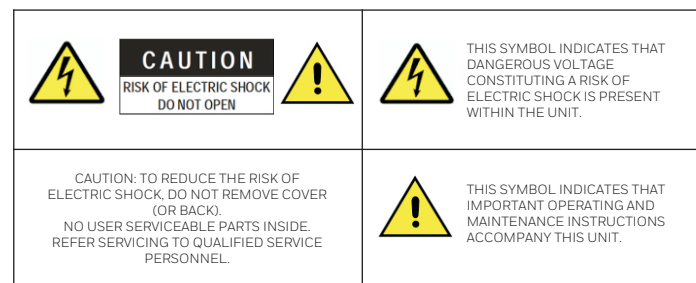 CAUTION
RISK OF ELECTRIC SHOCK
DO NOT OPEN
THIS SYMBOL INDICATES THAT
DANGEROUS VOLTAGE
CONSTITUTING A RISK OF
ELECTRIC SHOCK IS PRESENT
WITHIN THE UNIT.
CAUTION: TO REDUCE THE RISK OF
ELECTRIC SHOCK, DO NOT REMOVE COVER
(OR BACK).
NO USER SERVICEABLE PARTS INSIDE.
REFER SERVICING TO QUALIFIED SERVICE
PERSONNEL.
THIS SYMBOL INDICATES THAT
IMPORTANT OPERATING AND
MAINTENANCE INSTRUCTIONS
ACCOMPANY THIS UNIT.